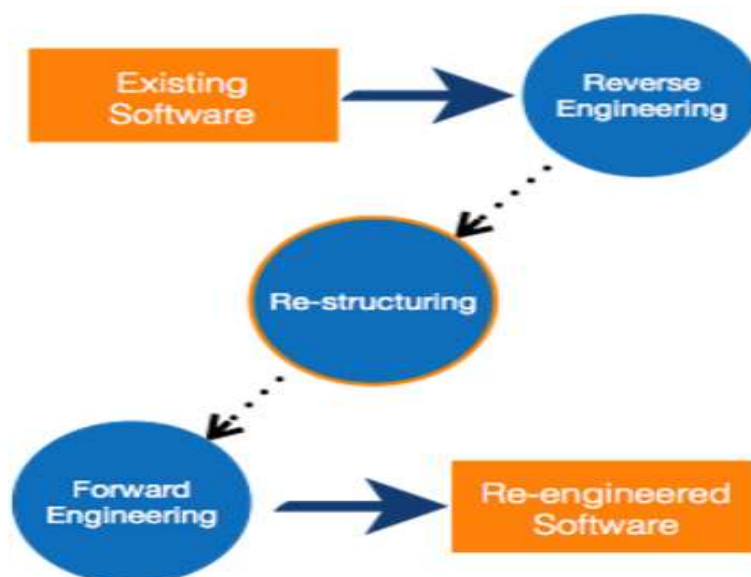 Existing
Software
Reverse
Engineering
Re-structuring
Forward
Engineering
Re-engineered
Software